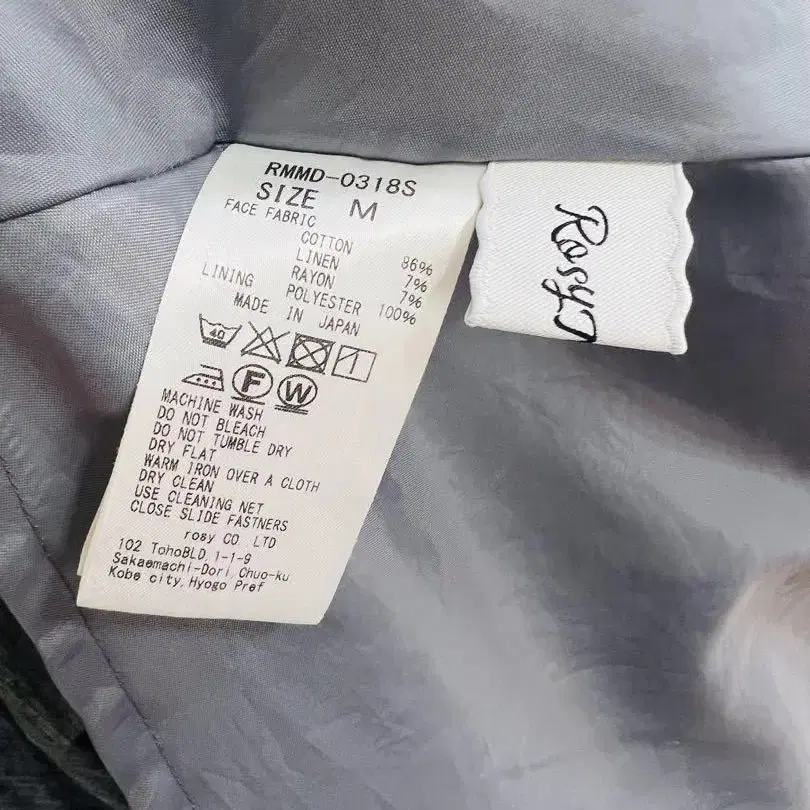 RMMD-0318S
SIZE M
FACE FABRIC
COTTON 86%
LINEN 7%
RAYON 7%
LINING POLYESTER 100%
MADE IN JAPAN
40
1
F W
MACHINE WASH
DO NOT BLEACH
DO NOT TUMBLE DRY
DRY FLAT
WARM IRON OVER A CLOTH
DRY CLEAN
USE CLEANING NET
CLOSE SLIDE FASTNERS
rosy CO. LTD
102 TohoBLD. 1-1-9
Sakaemachi-Dori, Chuo-ku,
Kobe city, Hyogo Pref
Rosy